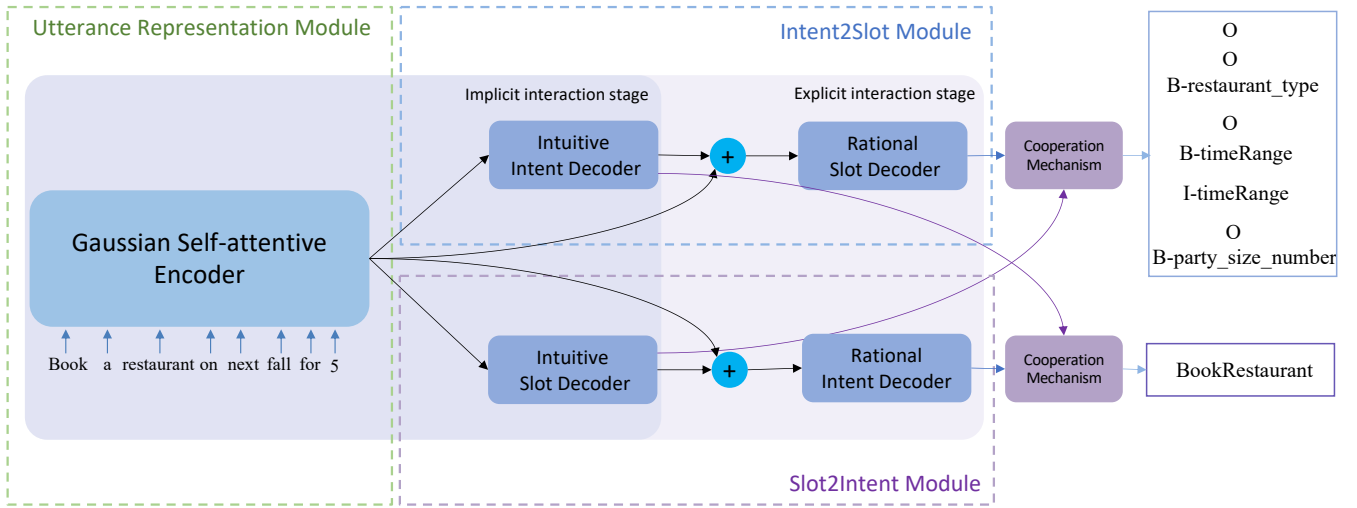 Utterance Representation Module
Intent2Slot Module
Implicit interaction stage
Explicit interaction stage
Intuitive
Intent Decoder
+
Rational
Slot Decoder
Cooperation
Mechanism
O
O
B-restaurant_type
O
B-timeRange
I-timeRange
O
B-party_size_number
Gaussian Self-attentive
Encoder
Book a restaurant on next fall for 5
Intuitive
Slot Decoder
+
Rational
Intent Decoder
Cooperation
Mechanism
BookRestaurant
Slot2Intent Module